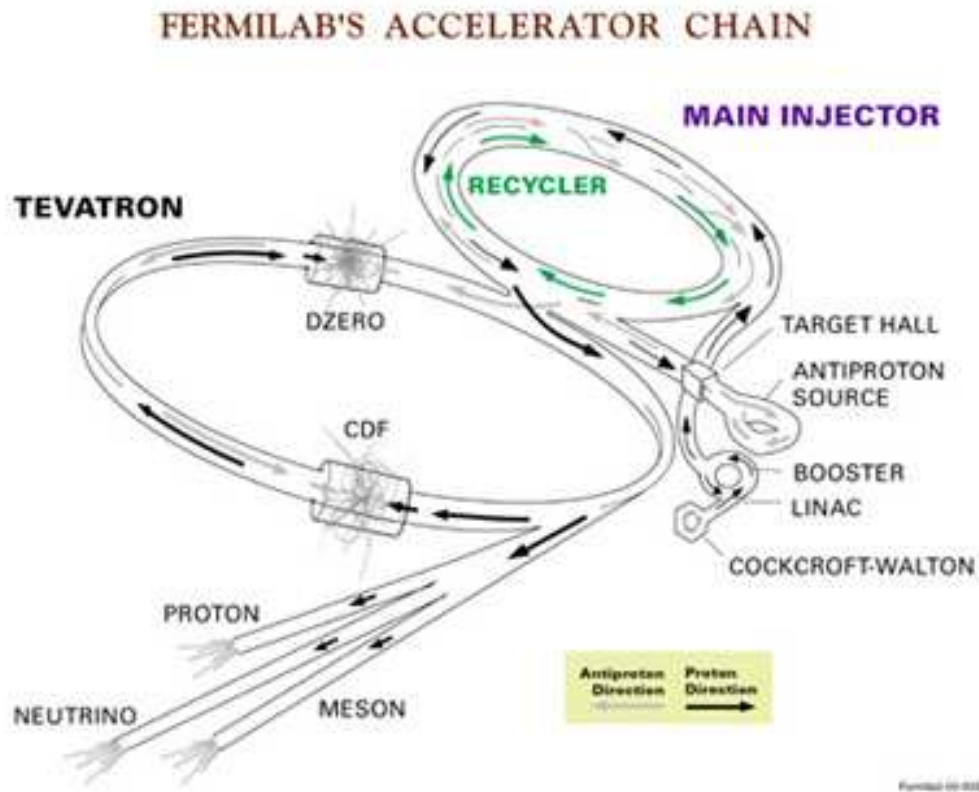 FERMILAB'S ACCELERATOR CHAIN
MAIN INJECTOR
RECYCLER
TEVATRON
DZERO
TARGET HALL
ANTIPROTON
SOURCE
CDF
BOOSTER
LINAC
COCKCROFT-WALTON
PROTON
NEUTRINO
MESON
Antiproton
Direction
Proton
Direction